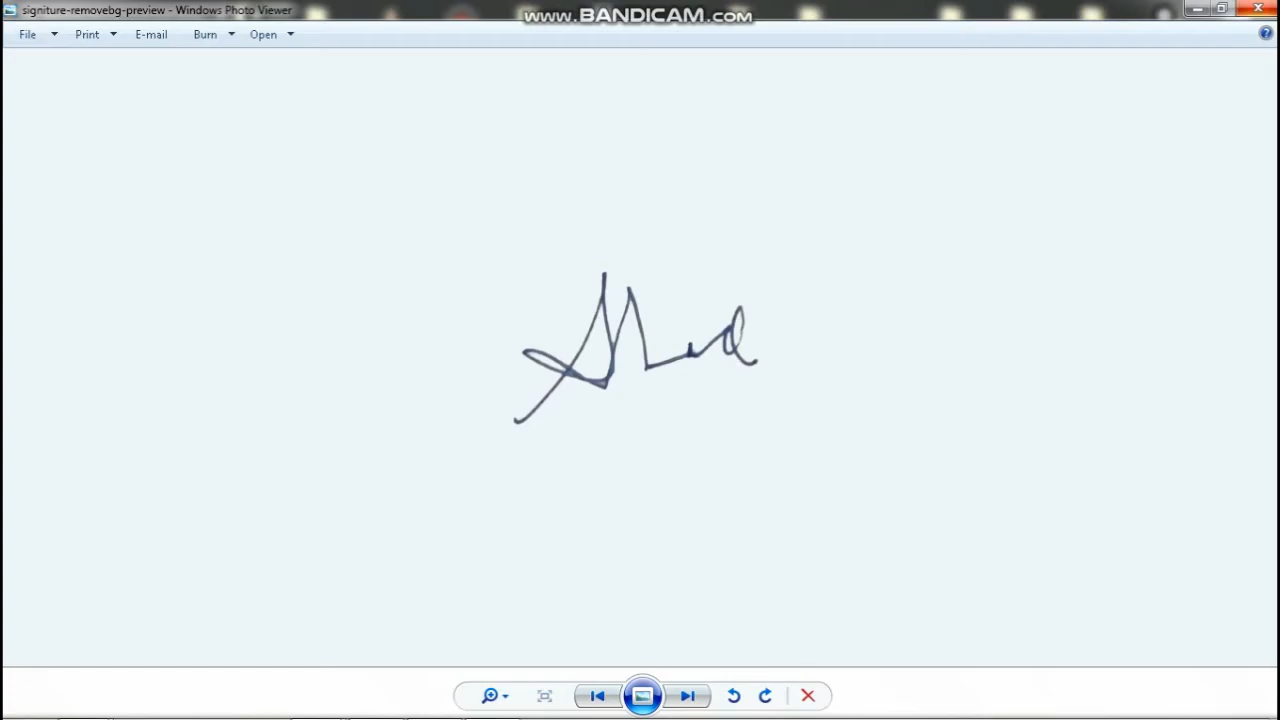 signiture-removebg-preview - Windows Photo Viewer
www.BANDICAM.com
File Print E-mail Burn Open